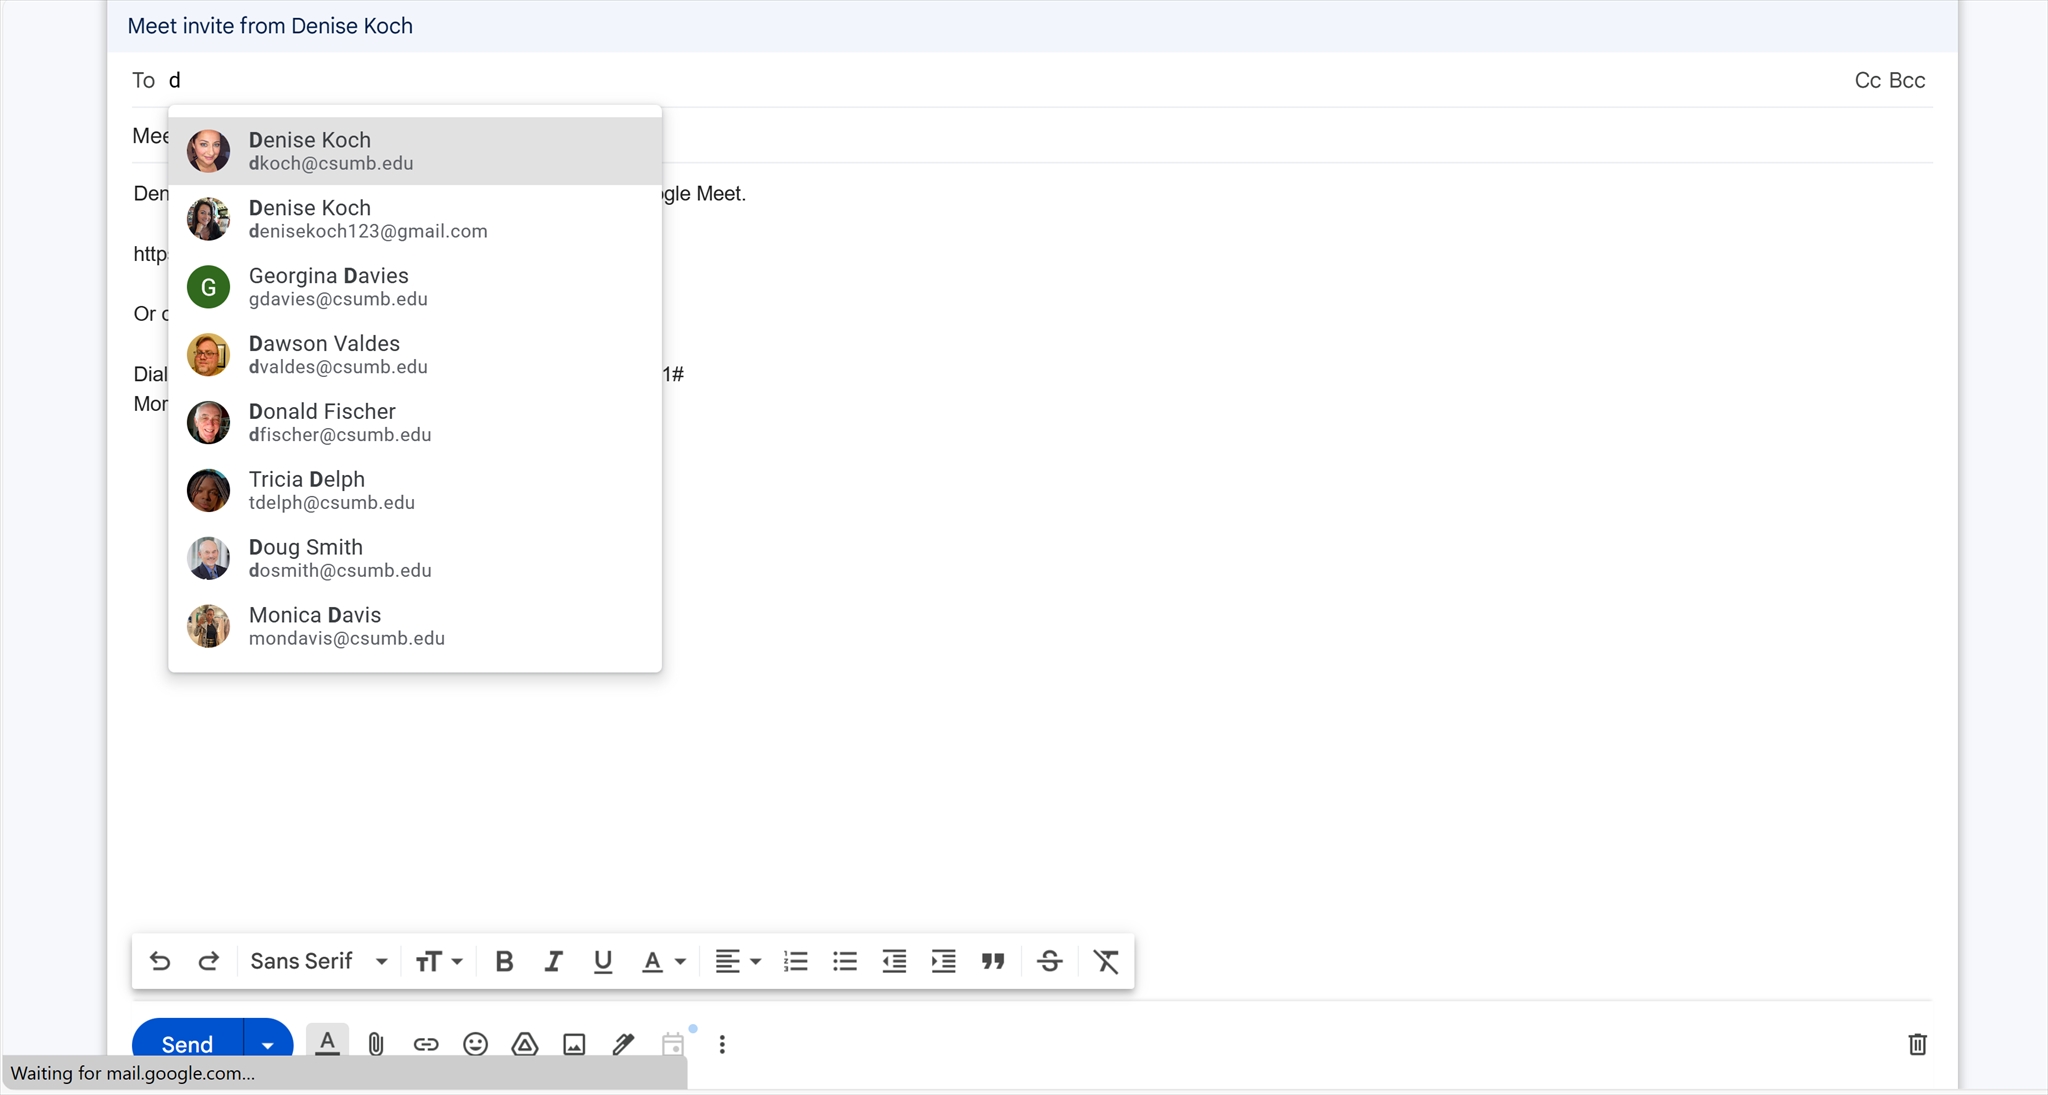 Meet invite from Denise Koch
To d Cc Bcc
Mee
Denise Koch
dkoch@csumb.edu
Den gle Meet.
Denise Koch
denisekoch123@gmail.com
http
Georgina Davies
G
gdavies@csumb.edu
Or
Dawson Valdes
dvaldes@csumb.edu
Dial 1#
Mor
Donald Fischer
dfischer@csumb.edu
Tricia Delph
tdelph@csumb.edu
Doug Smith
dosmith@csumb.edu
Monica Davis
mondavis@csumb.edu
Sans Serif
Send
Waiting for mail.google.com...